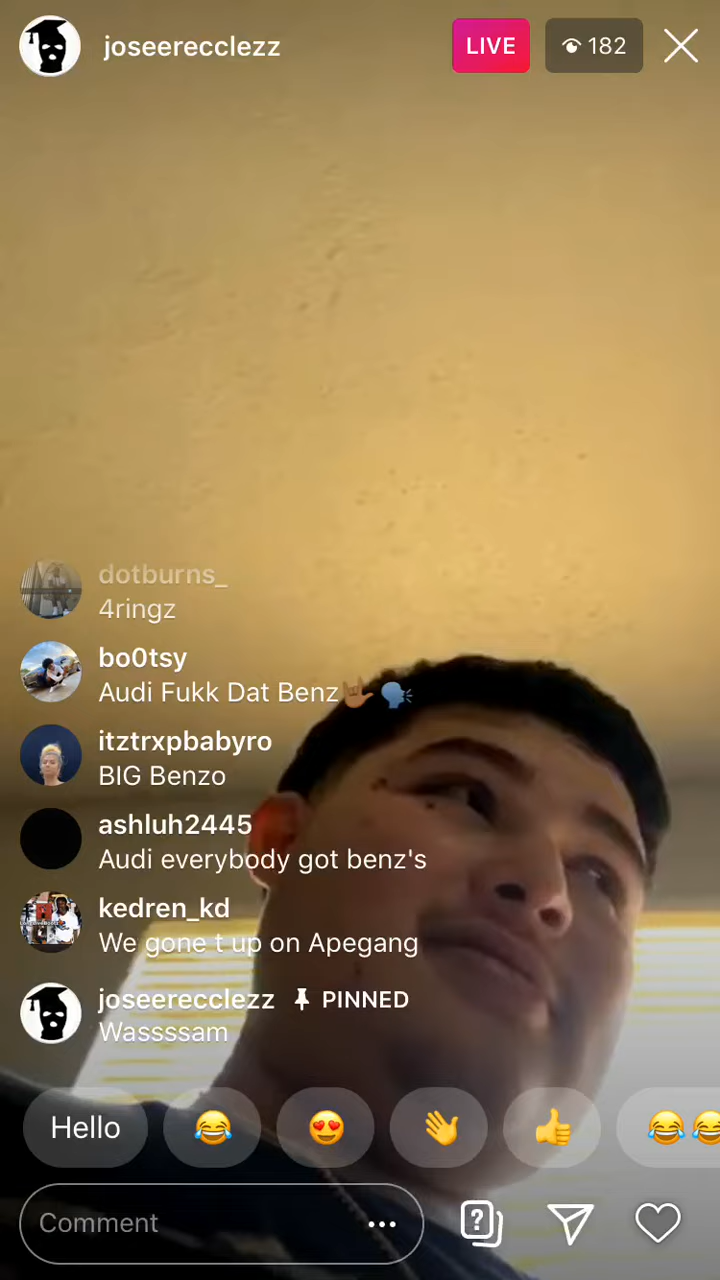 joseerecclezz
LIVE
182
dotburns_
4ringz
bo0tsy
Audi Fukk Dat Benz🤟🏽🗣️
itztrxpbabyro
BIG Benzo
ashluh2445
Audi everybody got benz's
kedren_kd
We gone t up on Apegang
joseerecclezz PINNED
Wassssam
Hello 😂 😍 👋 👍 😂😂
Comment